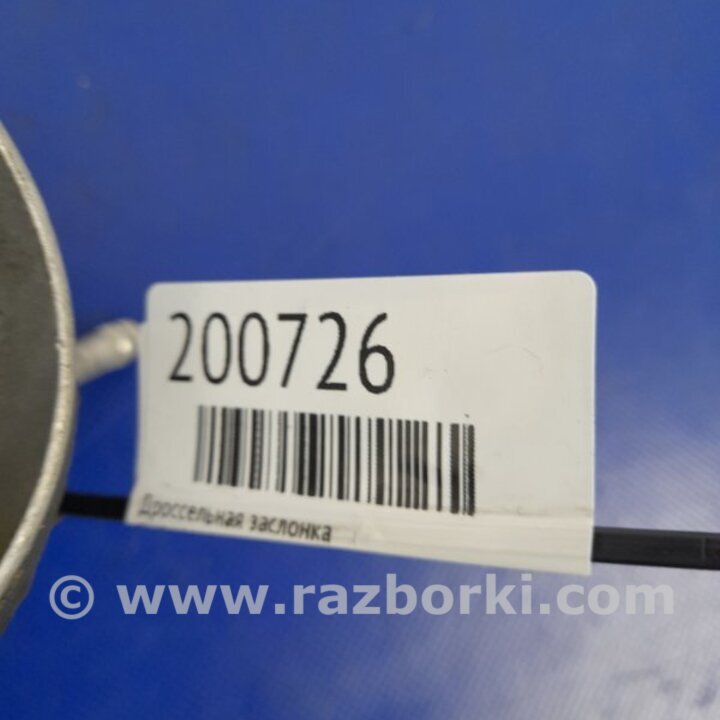 200726
Дроссельная заслонка
© www.razborki.com